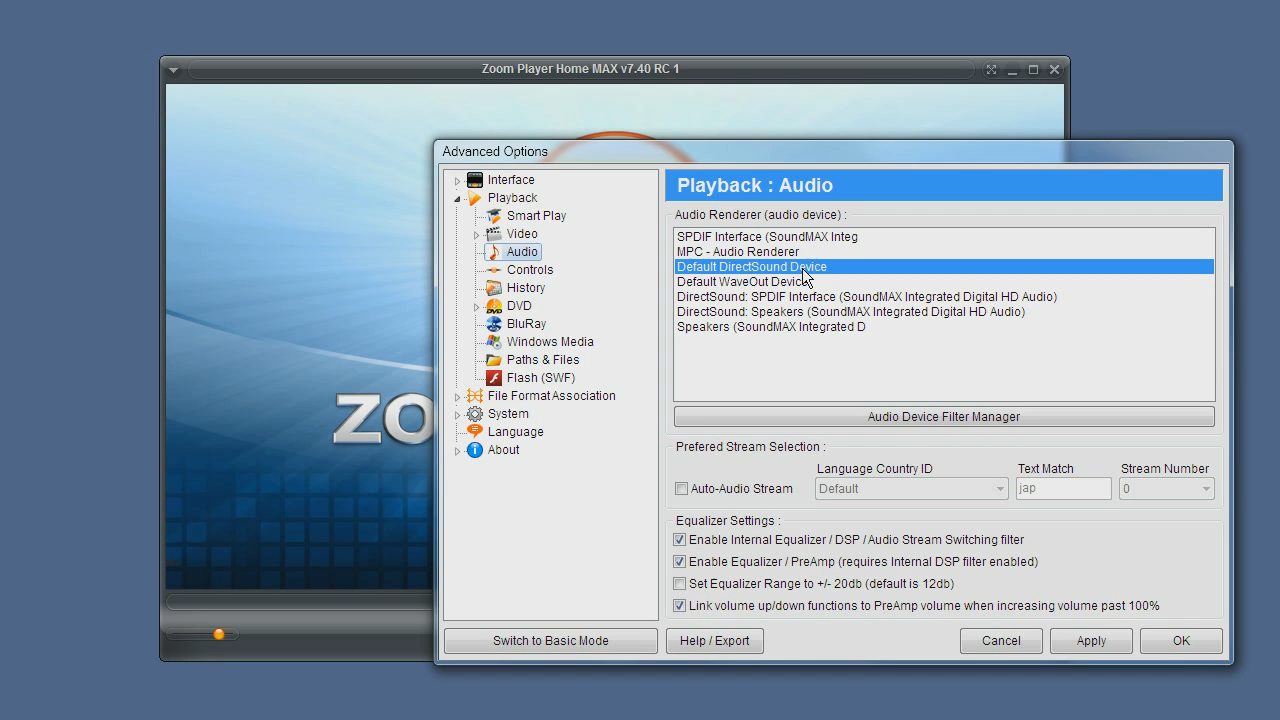 Zoom Player Home MAX v7.40 RC 1
ZO
Advanced Options
Interface
Playback
Smart Play
Video
Audio
Controls
History
DVD
BluRay
Windows Media
Paths & Files
Flash (SWF)
File Format Association
System
Language
About
Switch to Basic Mode
Playback : Audio
Audio Renderer (audio device) :
SPDIF Interface (SoundMAX Integ
MPC - Audio Renderer
Default DirectSound Device
Default WaveOut Device
DirectSound: SPDIF Interface (SoundMAX Integrated Digital HD Audio)
DirectSound: Speakers (SoundMAX Integrated Digital HD Audio)
Speakers (SoundMAX Integrated D
Audio Device Filter Manager
Prefered Stream Selection :
Language Country ID Text Match Stream Number
Auto-Audio Stream Default jap 0
Equalizer Settings :
Enable Internal Equalizer / DSP / Audio Stream Switching filter
Enable Equalizer / PreAmp (requires Internal DSP filter enabled)
Set Equalizer Range to +/- 20db (default is 12db)
Link volume up/down functions to PreAmp volume when increasing volume past 100%
Help / Export Cancel Apply OK